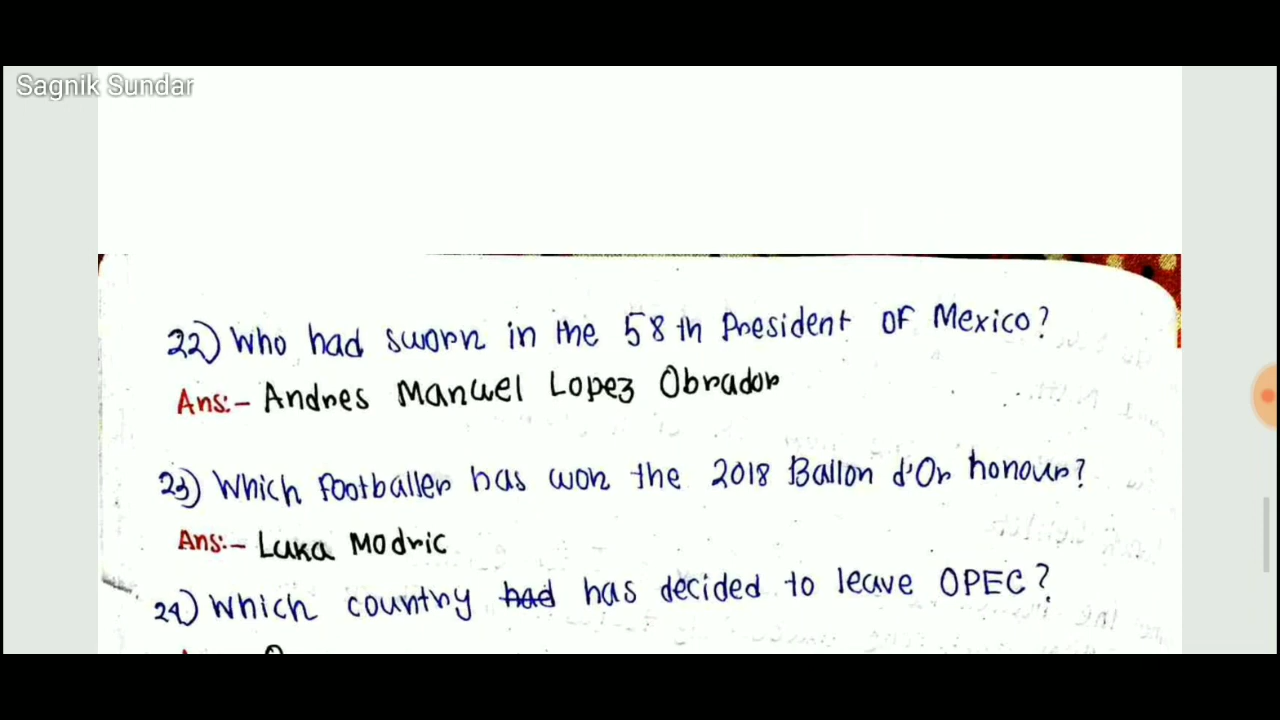 Sagnik Sundar
22) Who had sworn in the 58th President of Mexico?
Ans:- Andres Manuel Lopez Obrador
23) Which footballer has won the 2018 Ballon d'Or honour?
Ans:- Luka Modric
24) Which country had has decided to leave OPEC?